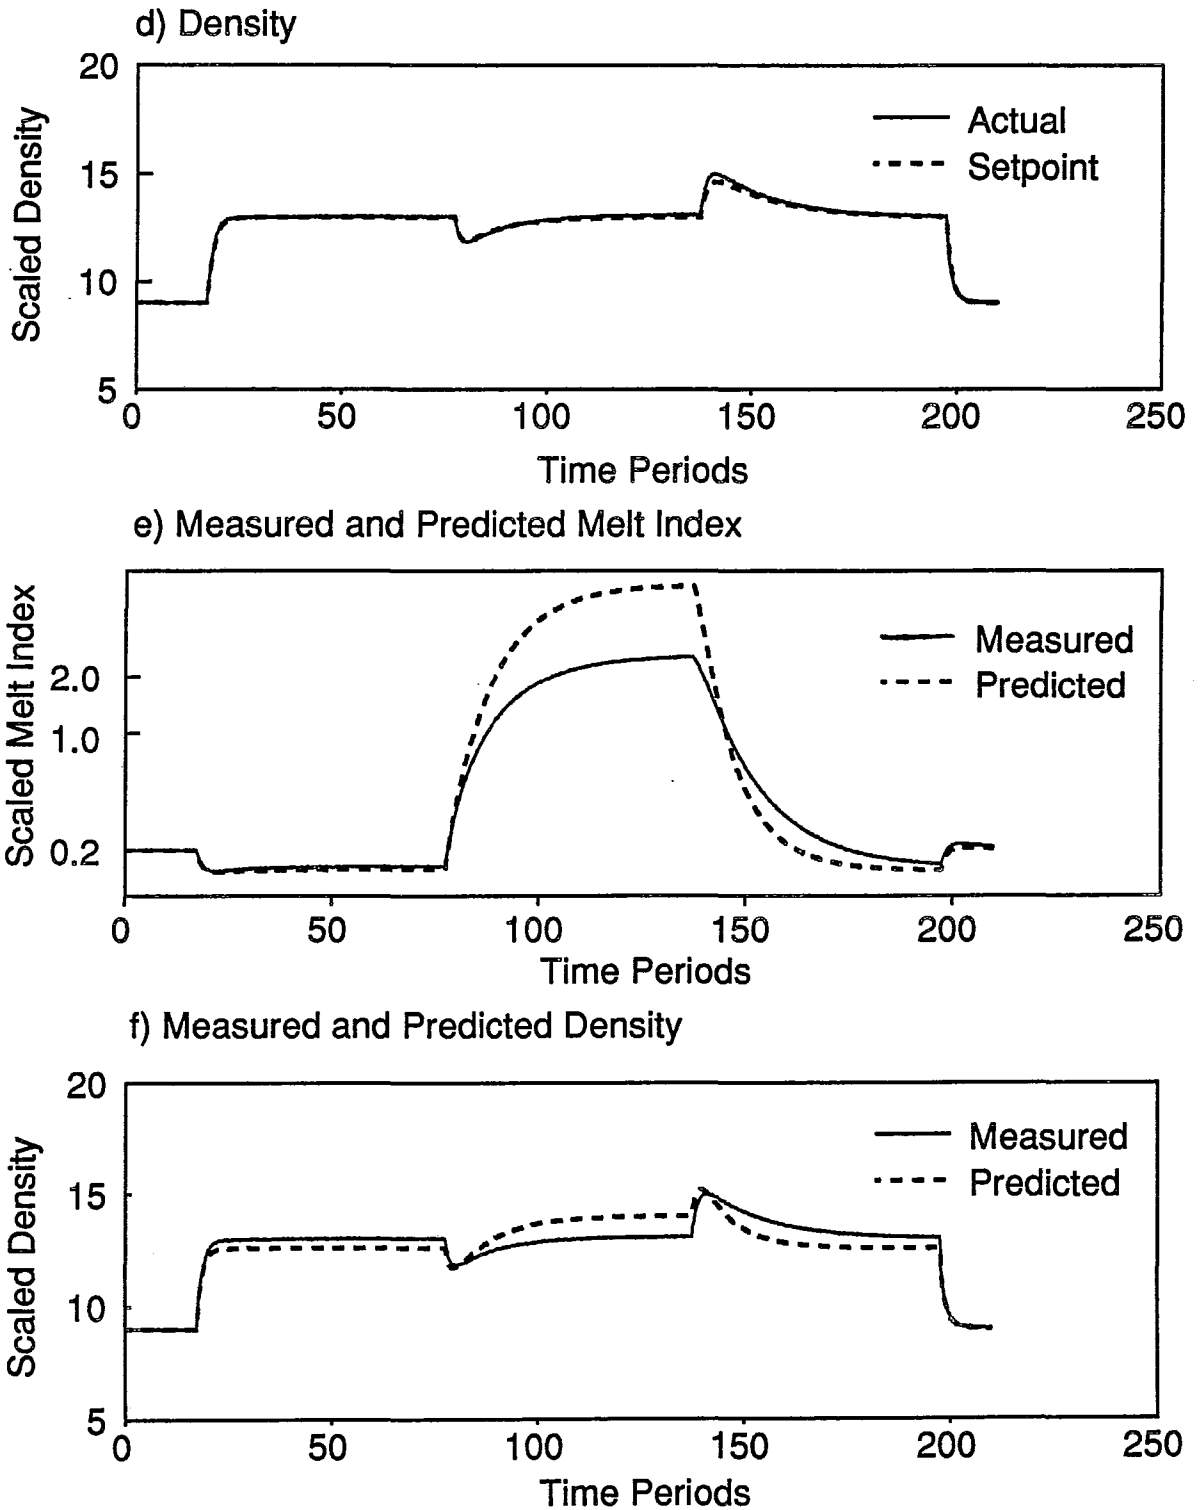 d) Density
20
15
10
5
Scaled Density
Actual
Setpoint
0 50 100 150 200 250
Time Periods
e) Measured and Predicted Melt Index
2.0
1.0
0.2
Scaled Melt Index
Measured
Predicted
0 50 100 150 200 250
Time Periods
f) Measured and Predicted Density
20
15
10
5
Scaled Density
Measured
Predicted
0 50 100 150 200 250
Time Periods